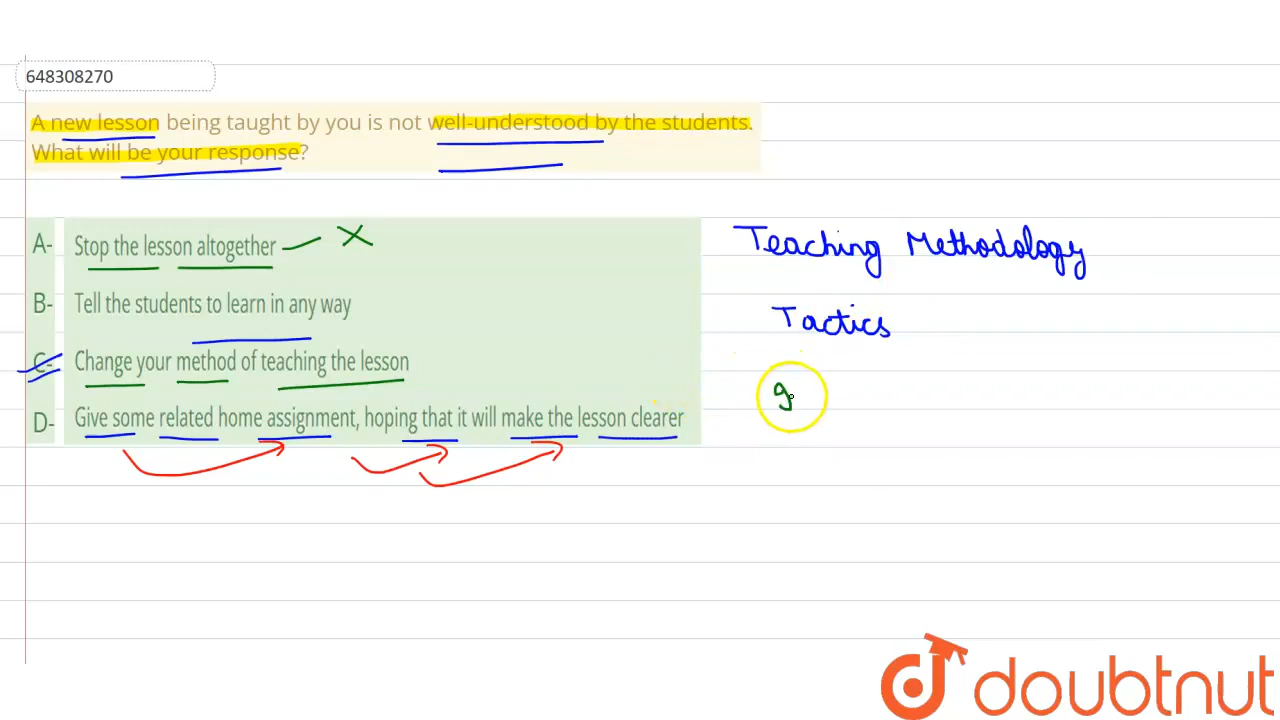 648308270
A new lesson being taught by you is not well-understood by the students.
What will be your response?
A- Stop the lesson altogether
B- Tell the students to learn in any way
C- Change your method of teaching the lesson
D- Give some related home assignment, hoping that it will make the lesson clearer
Teaching Methodology
Tactics
doubtnut